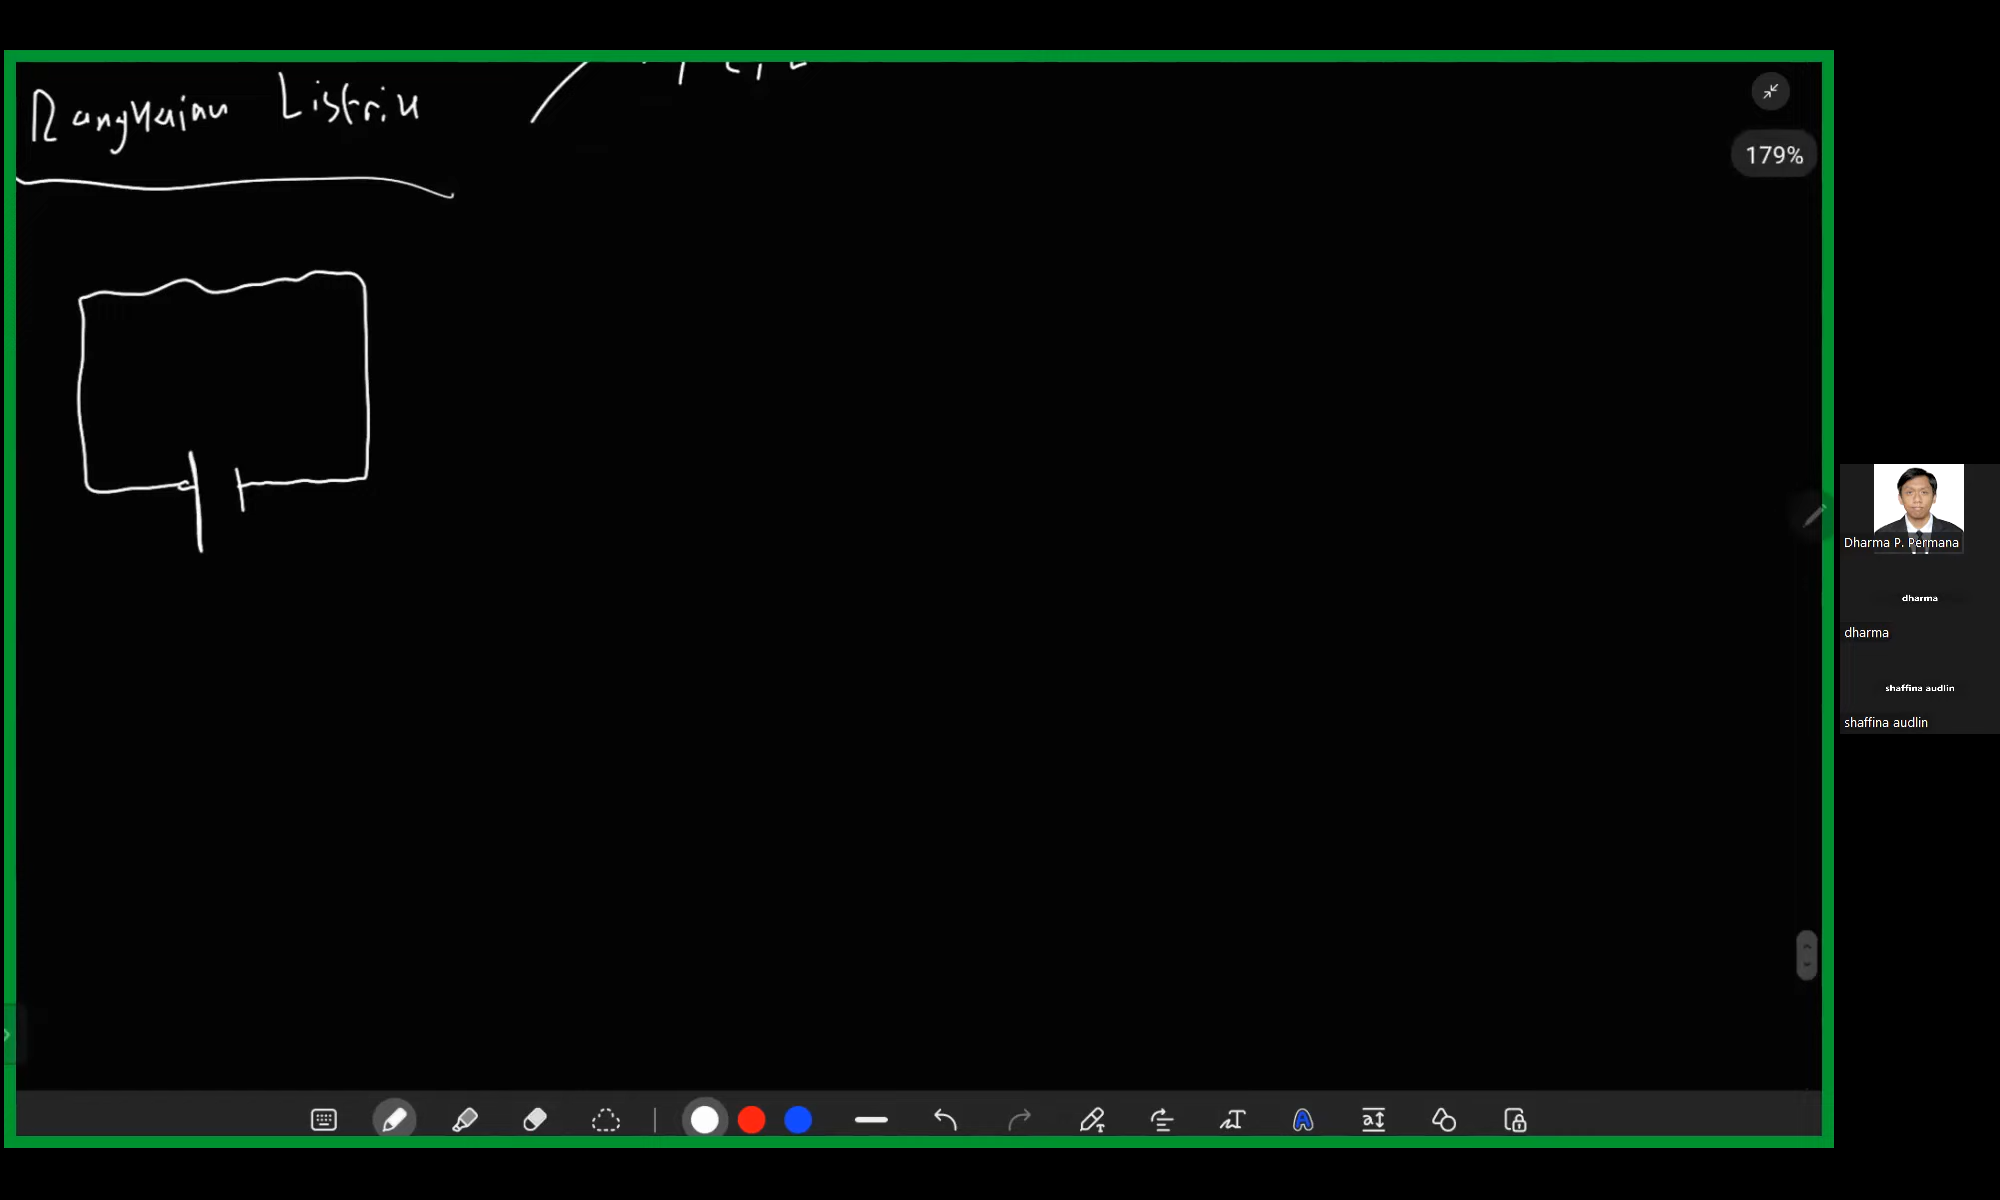 Rangkaian Listrik
179%
Dharma P. Permana
dharma
dharma
shaffina audlin
shaffina audlin